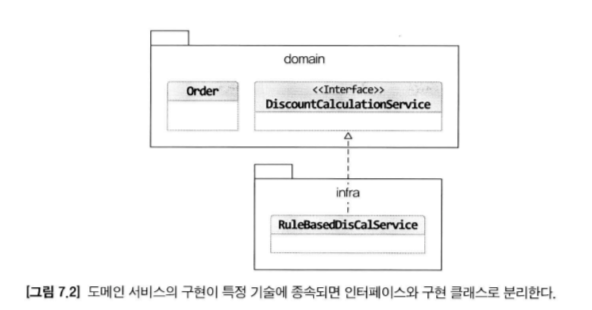 domain
Order
<<Interface>>
DiscountCalculationService
infra
RuleBasedDisCalService
[그림 7.2] 도메인 서비스의 구현이 특정 기술에 종속되면 인터페이스와 구현 클래스로 분리한다.